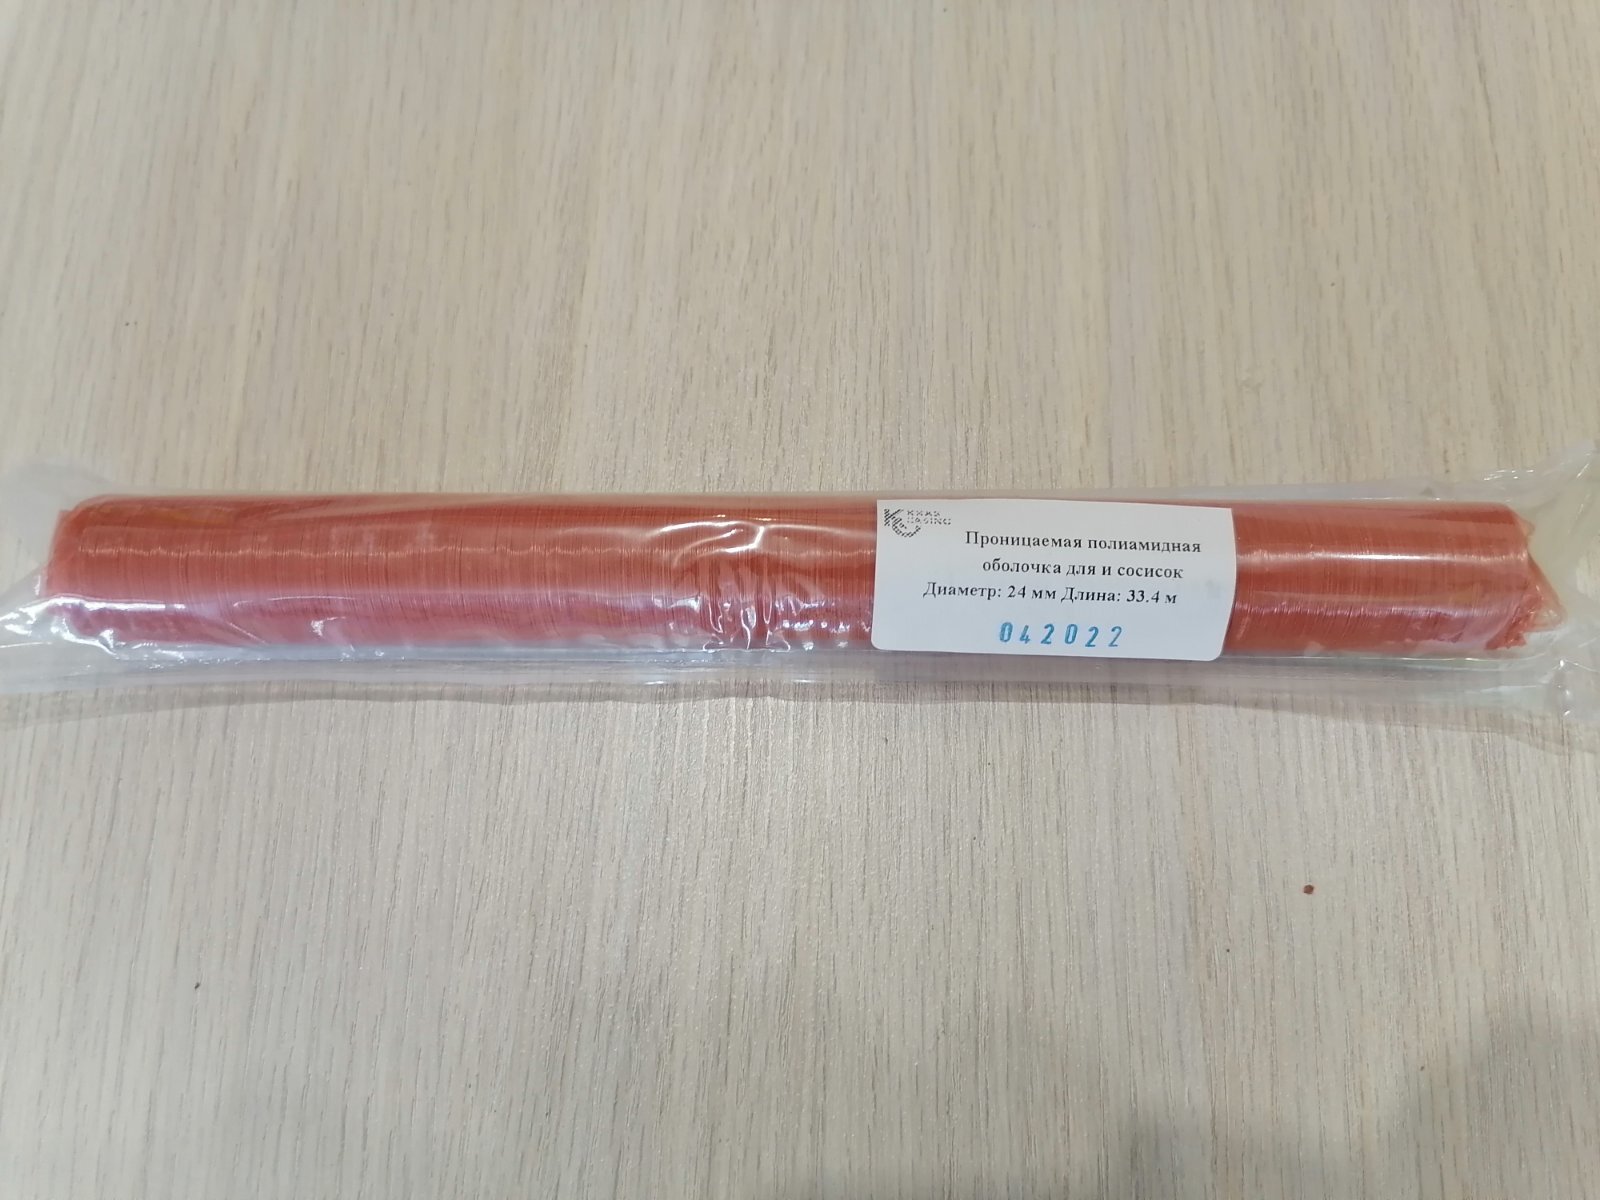 Проницаемая полиамидная
оболочка для и сосисок
Диаметр: 24 мм Длина: 33.4 м
042022